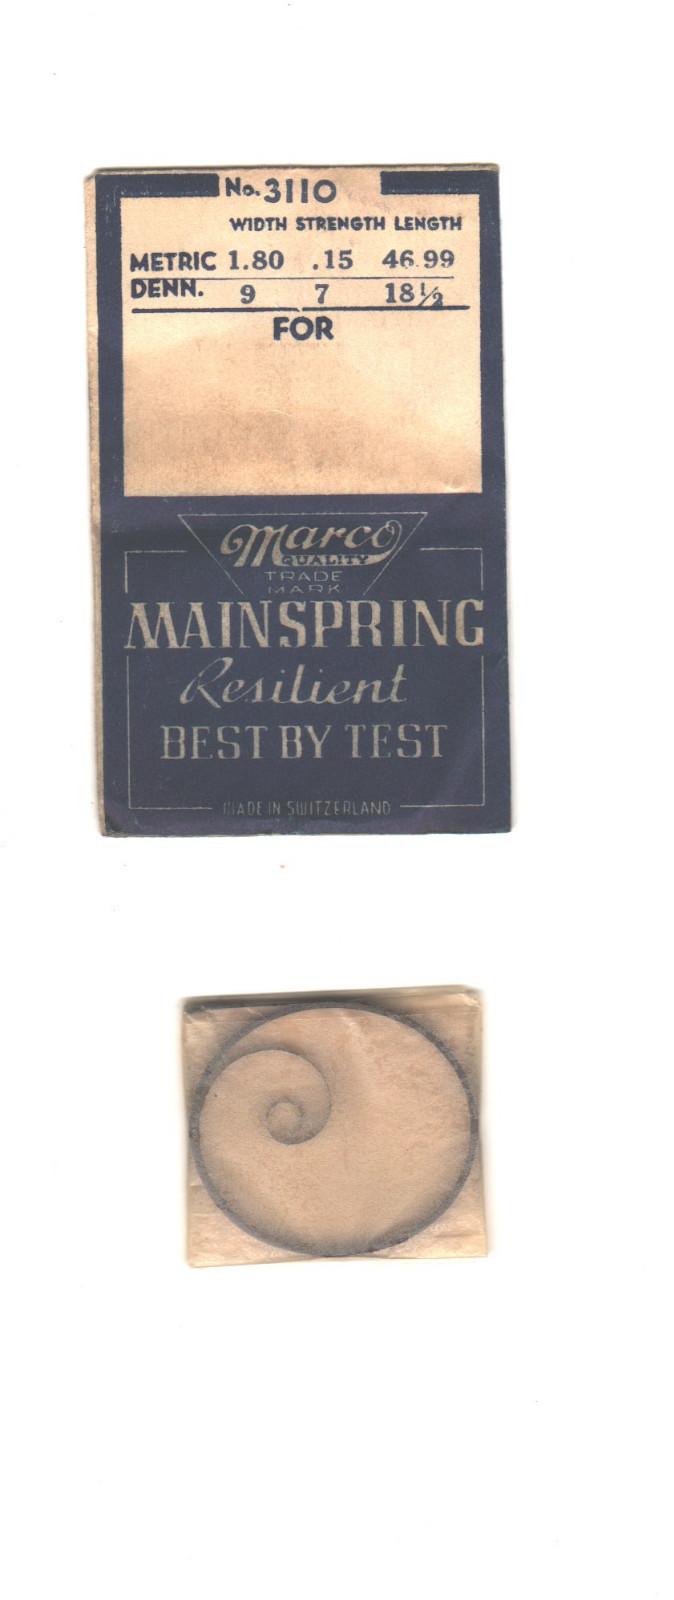 No. 3110
WIDTH STRENGTH LENGTH
METRIC 1.80 .15 46.99
DENN. 9 7 18½
FOR
Marco
QUALITY
TRADE
MARK
MAINSPRING
Resilient
BEST BY TEST
MADE IN SWITZERLAND